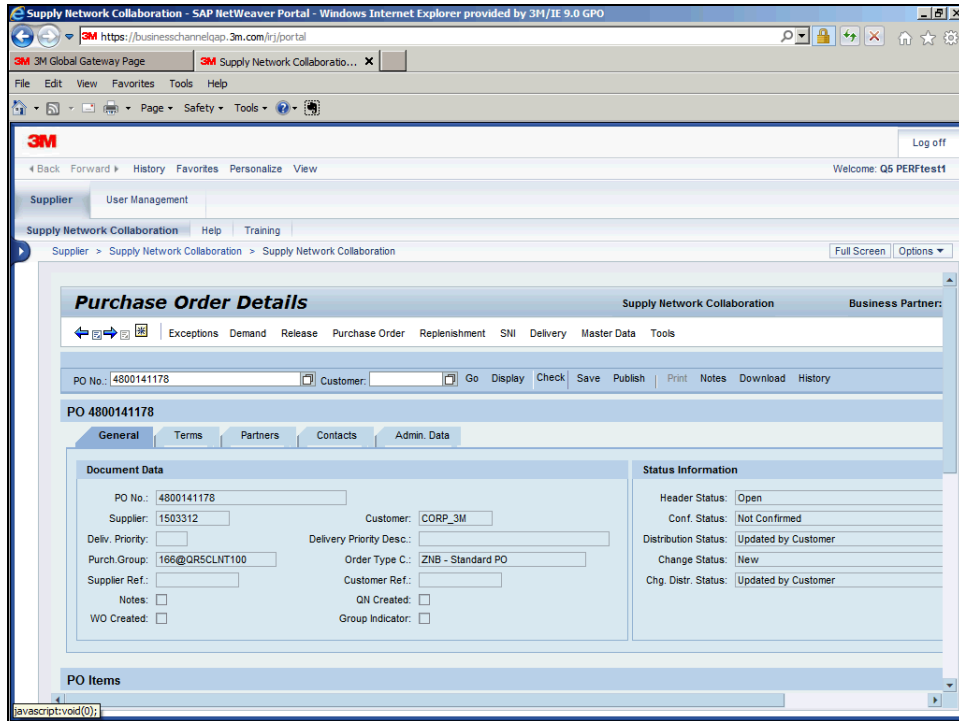 Supply Network Collaboration - SAP NetWeaver Portal - Windows Internet Explorer provided by 3M/IE 9.0 GPO
3M https://businesschannelqap.3m.com/irj/portal
3M 3M Global Gateway Page
3M Supply Network Collaboratio... X
File Edit View Favorites Tools Help
Page Safety Tools
3M
Log off
Back Forward History Favorites Personalize View
Welcome: Q5 PERFtest1
Supplier User Management
Supply Network Collaboration Help Training
Supplier > Supply Network Collaboration > Supply Network Collaboration
Full Screen Options
Purchase Order Details
Supply Network Collaboration
Business Partner:
Exceptions Demand Release Purchase Order Replenishment SNI Delivery Master Data Tools
PO No.: 4800141178 Customer: Go Display Check Save Publish Print Notes Download History
PO 4800141178
General Terms Partners Contacts Admin. Data
Document Data
PO No.: 4800141178
Supplier: 1503312 Customer: CORP_3M
Deliv. Priority: Delivery Priority Desc.:
Purch.Group: 166@QR5CLNT100 Order Type C.: ZNB - Standard PO
Supplier Ref.: Customer Ref.:
Notes: QN Created:
WO Created: Group Indicator:
Status Information
Header Status: Open
Conf. Status: Not Confirmed
Distribution Status: Updated by Customer
Change Status: New
Chg. Distr. Status: Updated by Customer
PO Items
javascript:void(0);